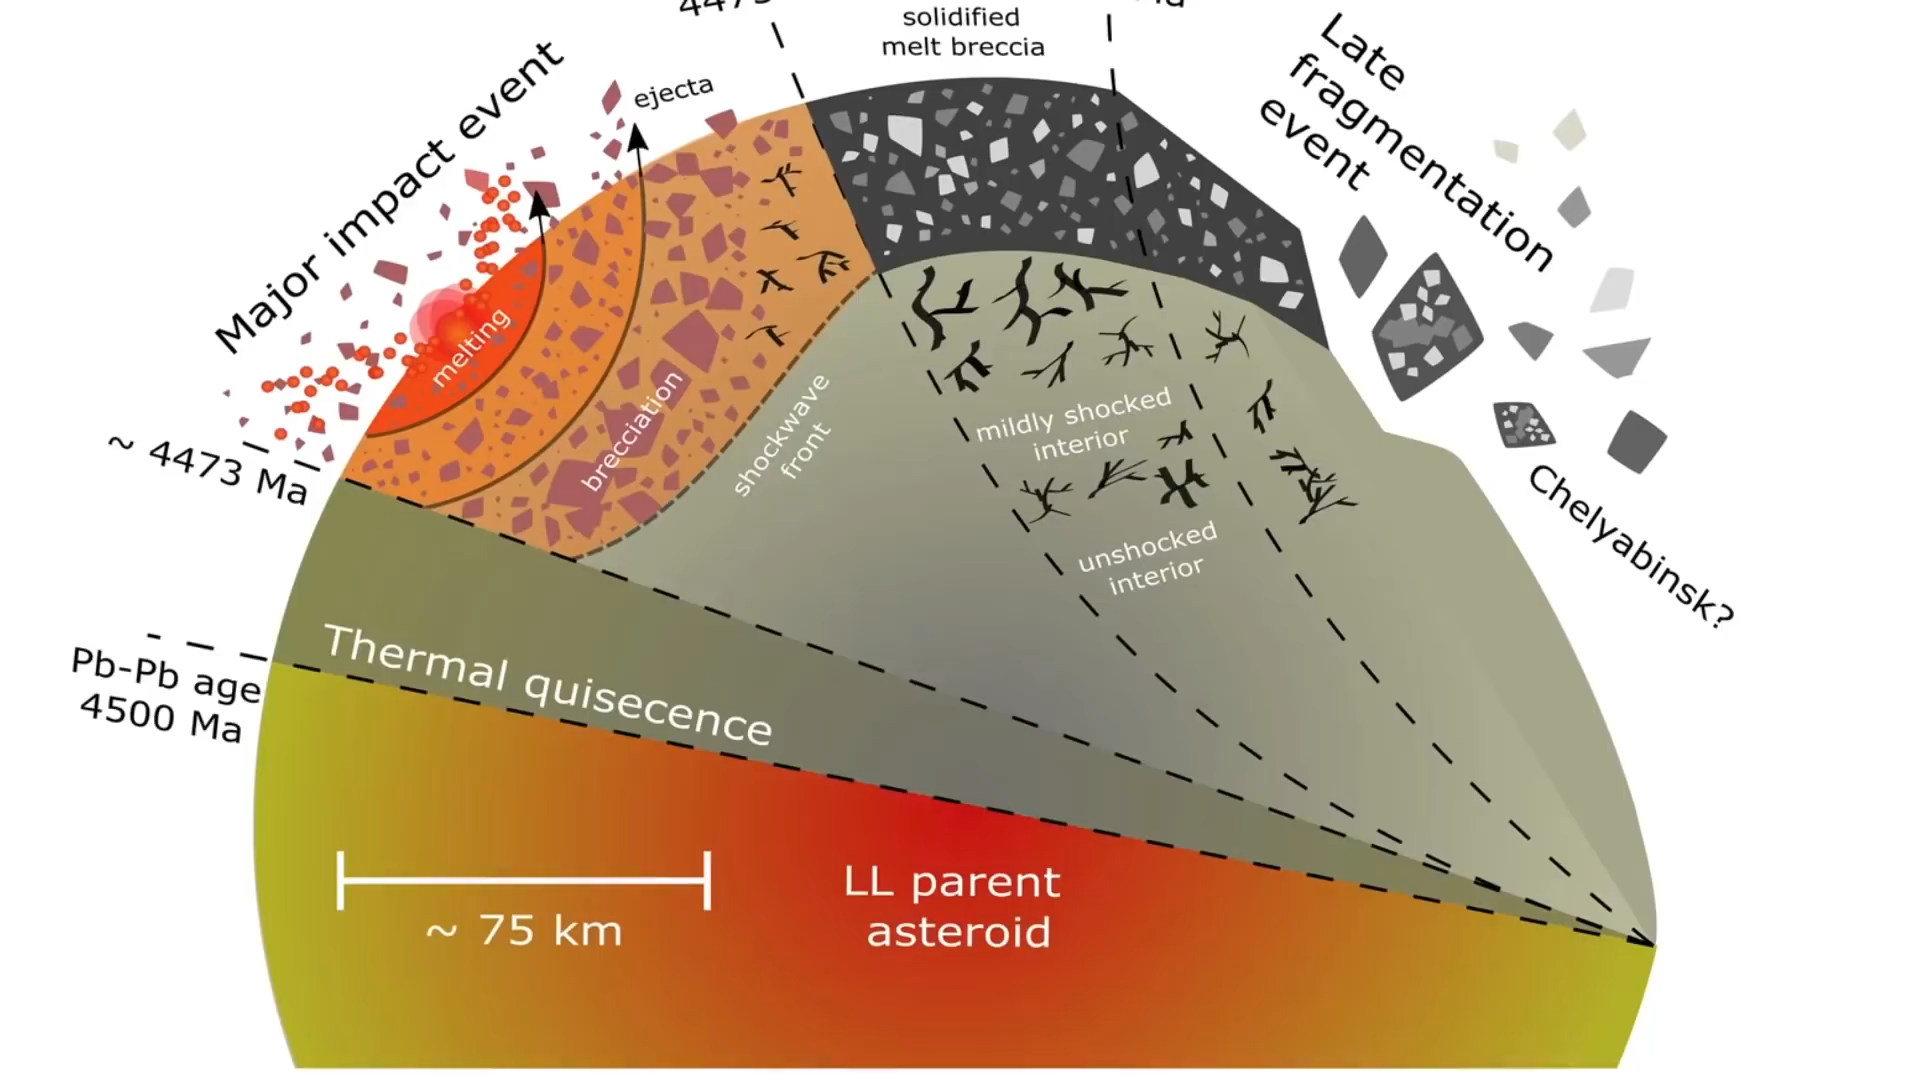 solidified
melt breccia
Late
fragmentation
event
Major impact event
ejecta
melting
brecciation
shockwave
front
mildly shocked
interior
unshocked
interior
Chelyabinsk?
~ 4473 Ma
Thermal quisecence
Pb-Pb age
4500 Ma
LL parent
asteroid
~ 75 km